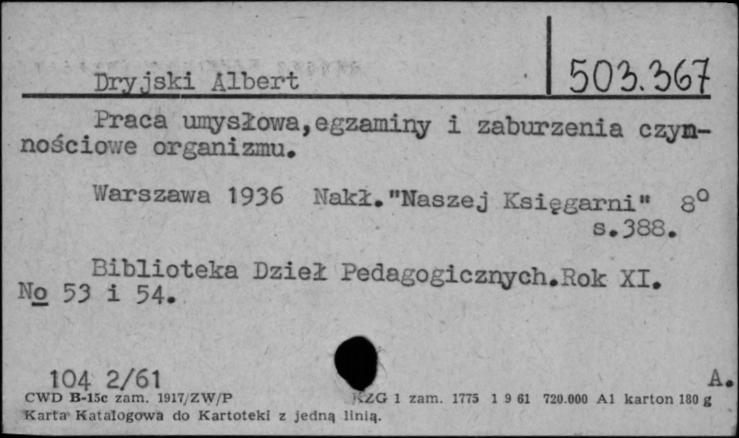 503.367
Dryjski Albert
Praca umysłowa,egzaminy i zaburzenia czyn-
nościowe organizmu.
Warszawa 1936 Nakł."Naszej Księgarni" 8º
s.388.
Biblioteka Dzieł Pedagogicznych.Rok XI.
No 53 i 54.
104 2/61 A.
CWD B-15c zam. 1917/ZW/P KZG 1 zam. 1775 1 9 61 720.000 A1 karton 180 g
Karta Katalogowa do Kartoteki z jedną linią.